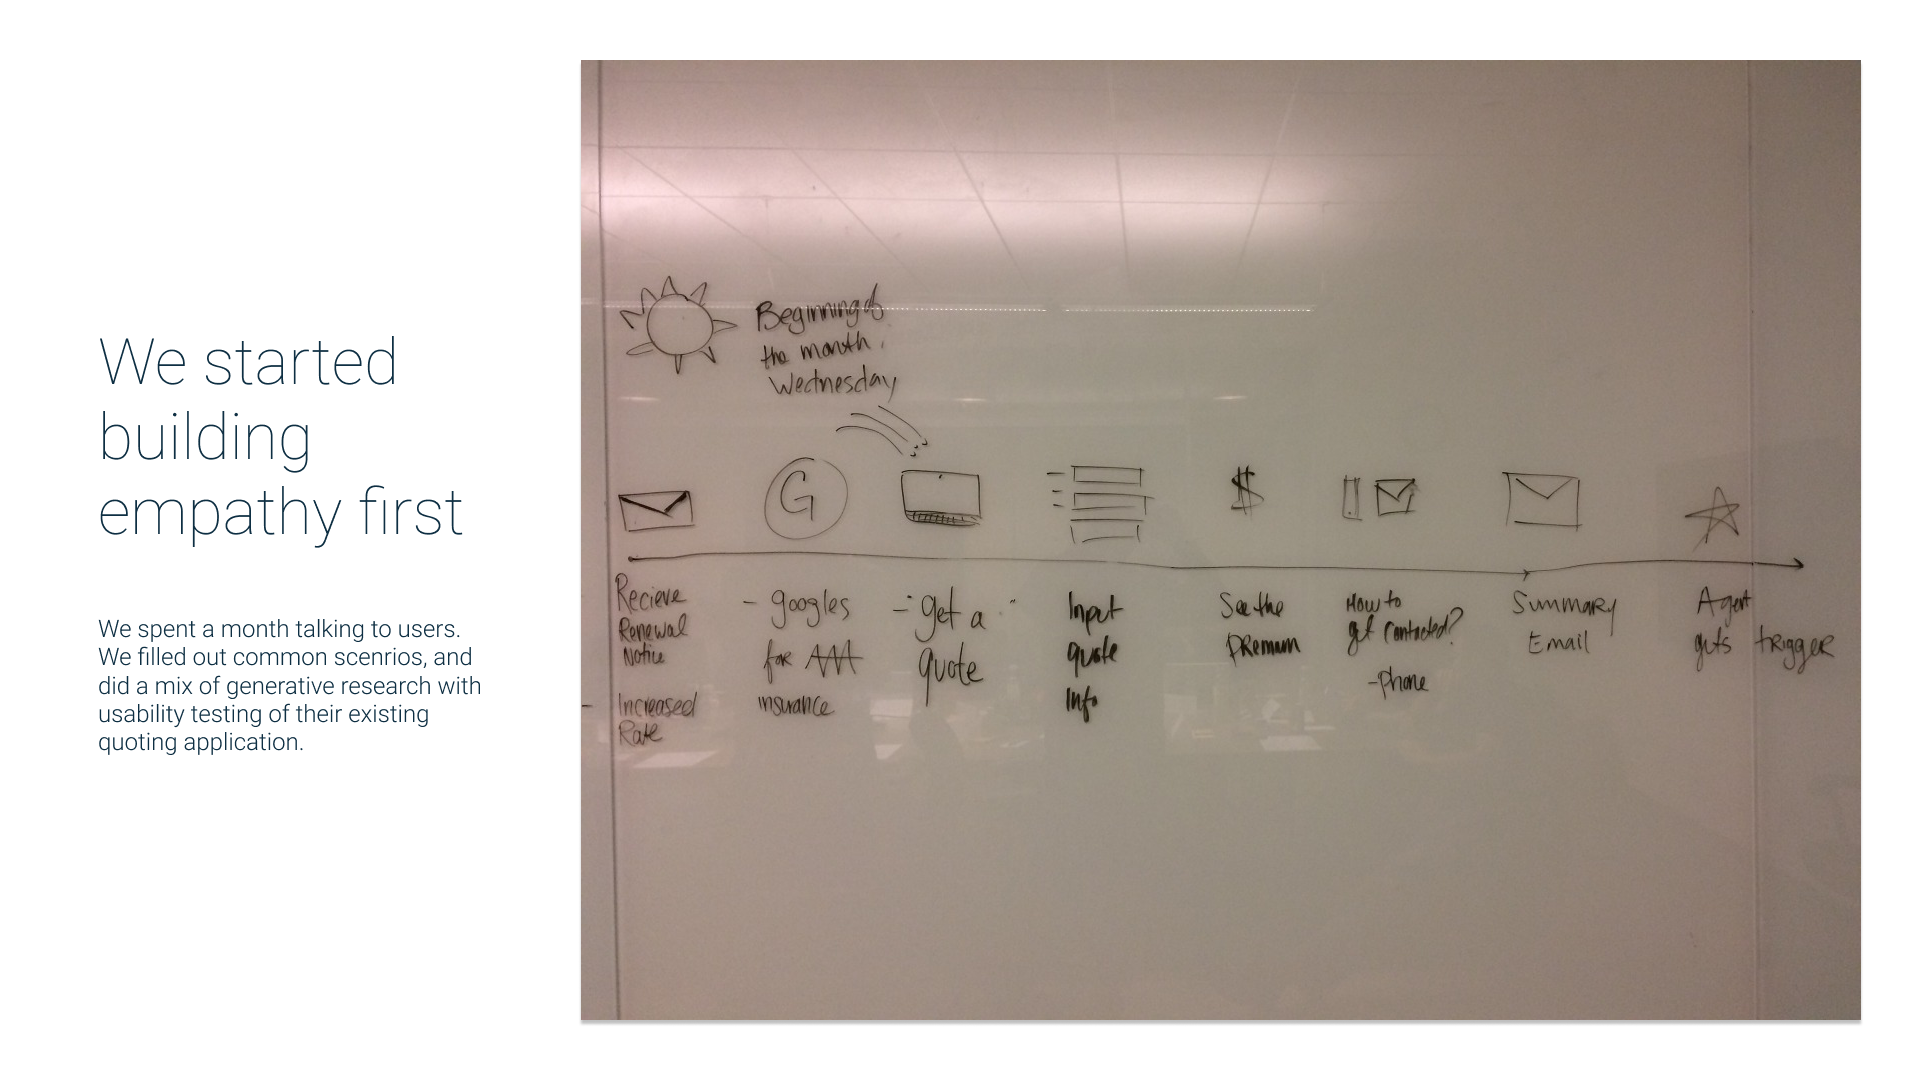 We started
building
empathy first
We spent a month talking to users.
We filled out common scenrios, and
did a mix of generative research with
usability testing of their existing
quoting application.
Beginning of
the month.
Wednesday
G
$
Recieve
Renewal
Notice
- Increased
Rate
- googles
for AAA
insurance
- "get a "
quote
Input
quote
Info
See the
PRemium
How to
get contacted?
- Phone
Summary
Email
Agent
gets trigger